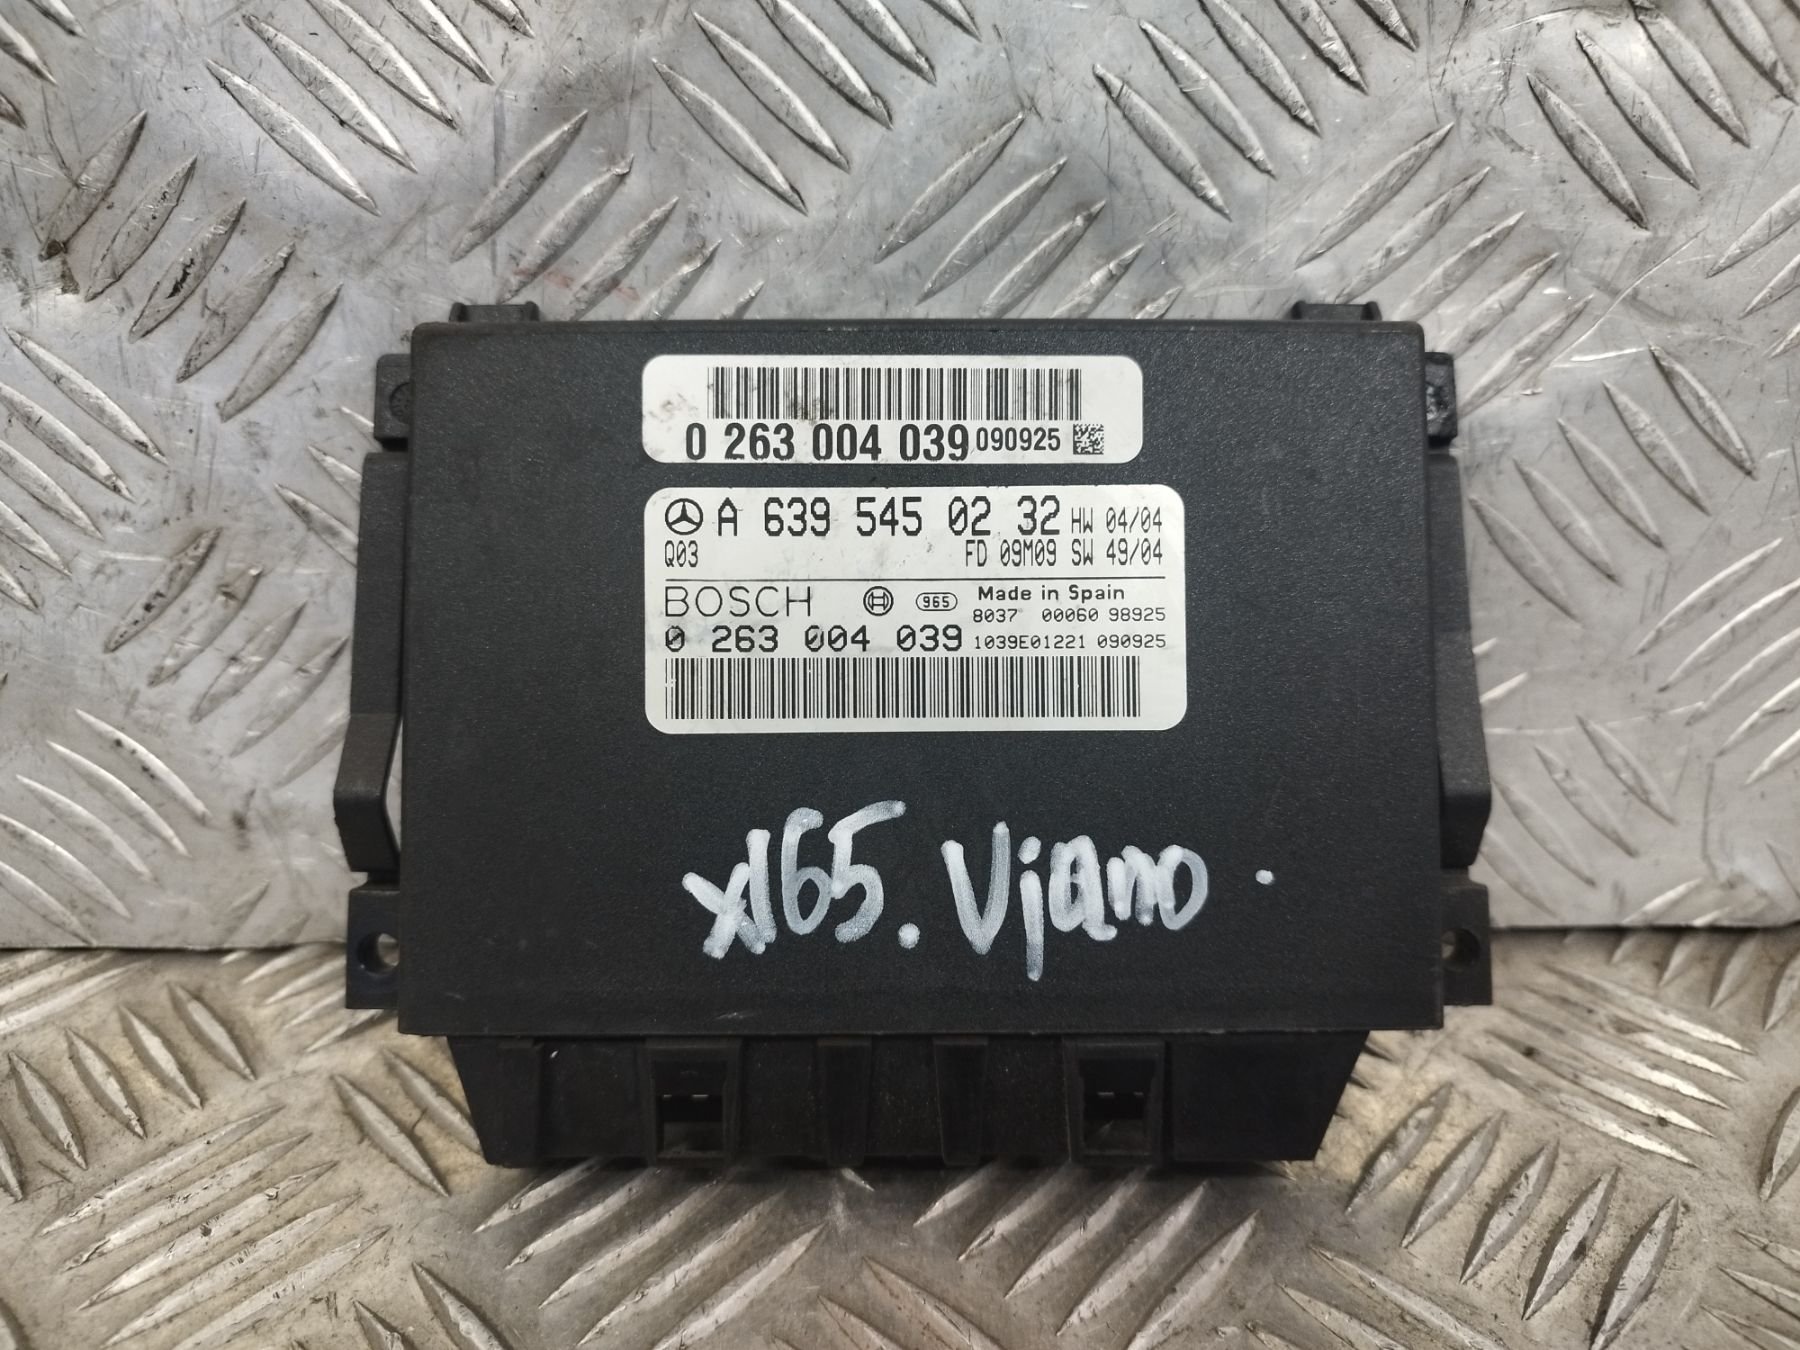 0 263 004 039 090925
A 639 545 02 32 HW 04/04
Q03 FD 09M09 SW 49/04
BOSCH 965 Made in Spain
8037 00060 98925
0 263 004 039 1039E01221 090925
x165. Vjano.